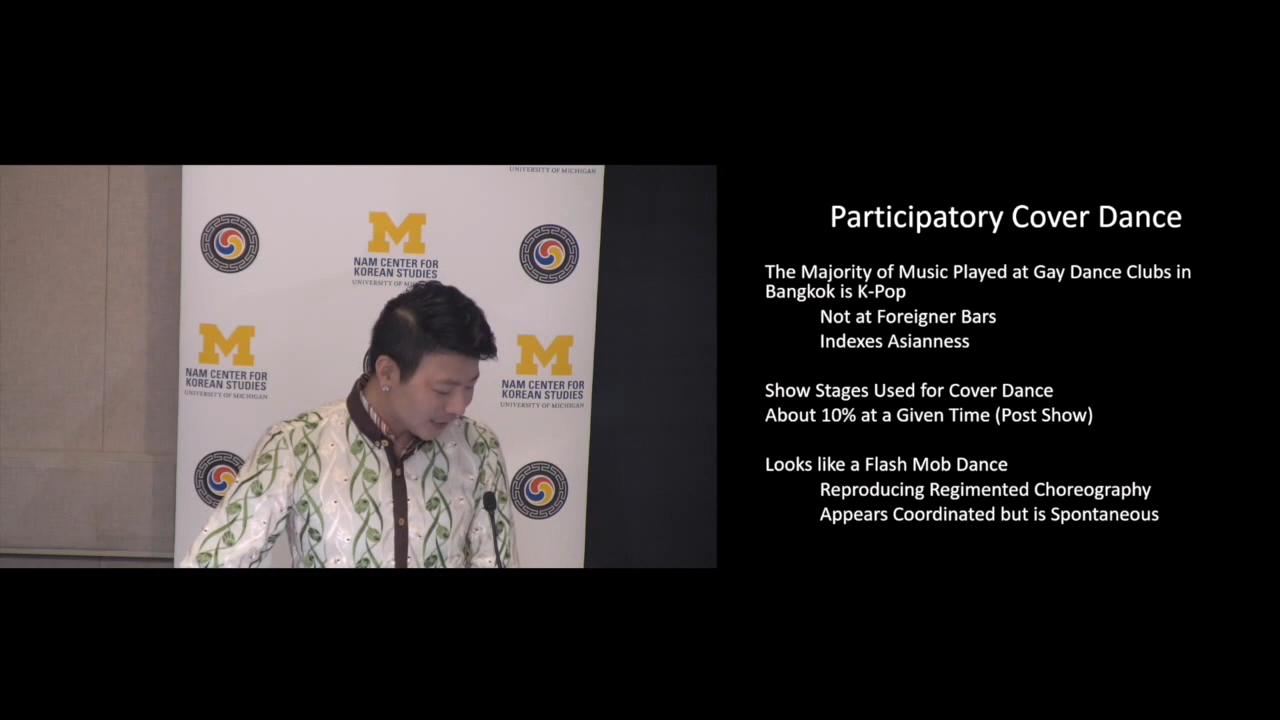 UNIVERSITY OF MICHIGAN
M
NAM CENTER FOR
KOREAN STUDIES
UNIVERSITY OF
M
NAM CENTER FOR
KOREAN STUDIES
UNIVERSITY OF MICHIGAN
M
NAM CENTER FOR
KOREAN STUDIES
UNIVERSITY OF MICHIGAN
Participatory Cover Dance
The Majority of Music Played at Gay Dance Clubs in
Bangkok is K-Pop
Not at Foreigner Bars
Indexes Asianness
Show Stages Used for Cover Dance
About 10% at a Given Time (Post Show)
Looks like a Flash Mob Dance
Reproducing Regimented Choreography
Appears Coordinated but is Spontaneous